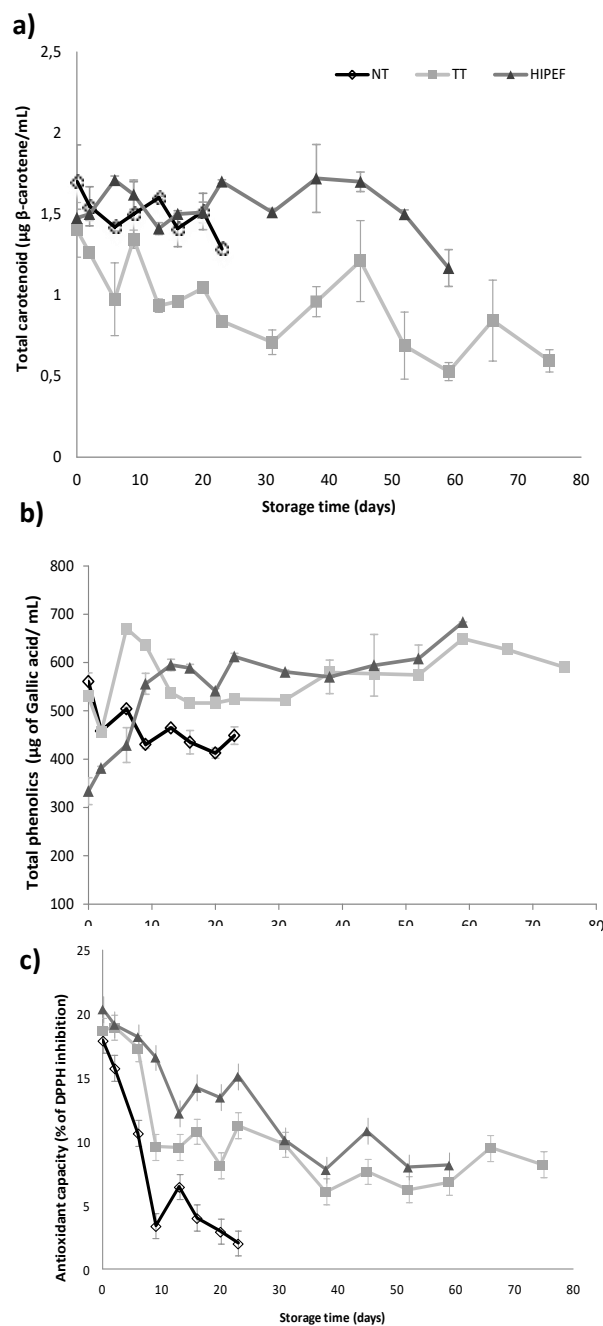 a)
2,5
2
1,5
1
0,5
0
NT TT HIPEF
Total carotenoid (µg β-carotene/mL)
0 10 20 30 40 50 60 70 80
Storage time (days)
b)
800
700
600
500
400
300
200
100
Total phenolics (µg of Gallic acid/ mL)
0 10 20 30 40 50 60 70 80
c)
25
20
15
10
5
0
Antioxidant capacity (% of DPPH inhibition)
0 10 20 30 40 50 60 70 80
Storage time (days)